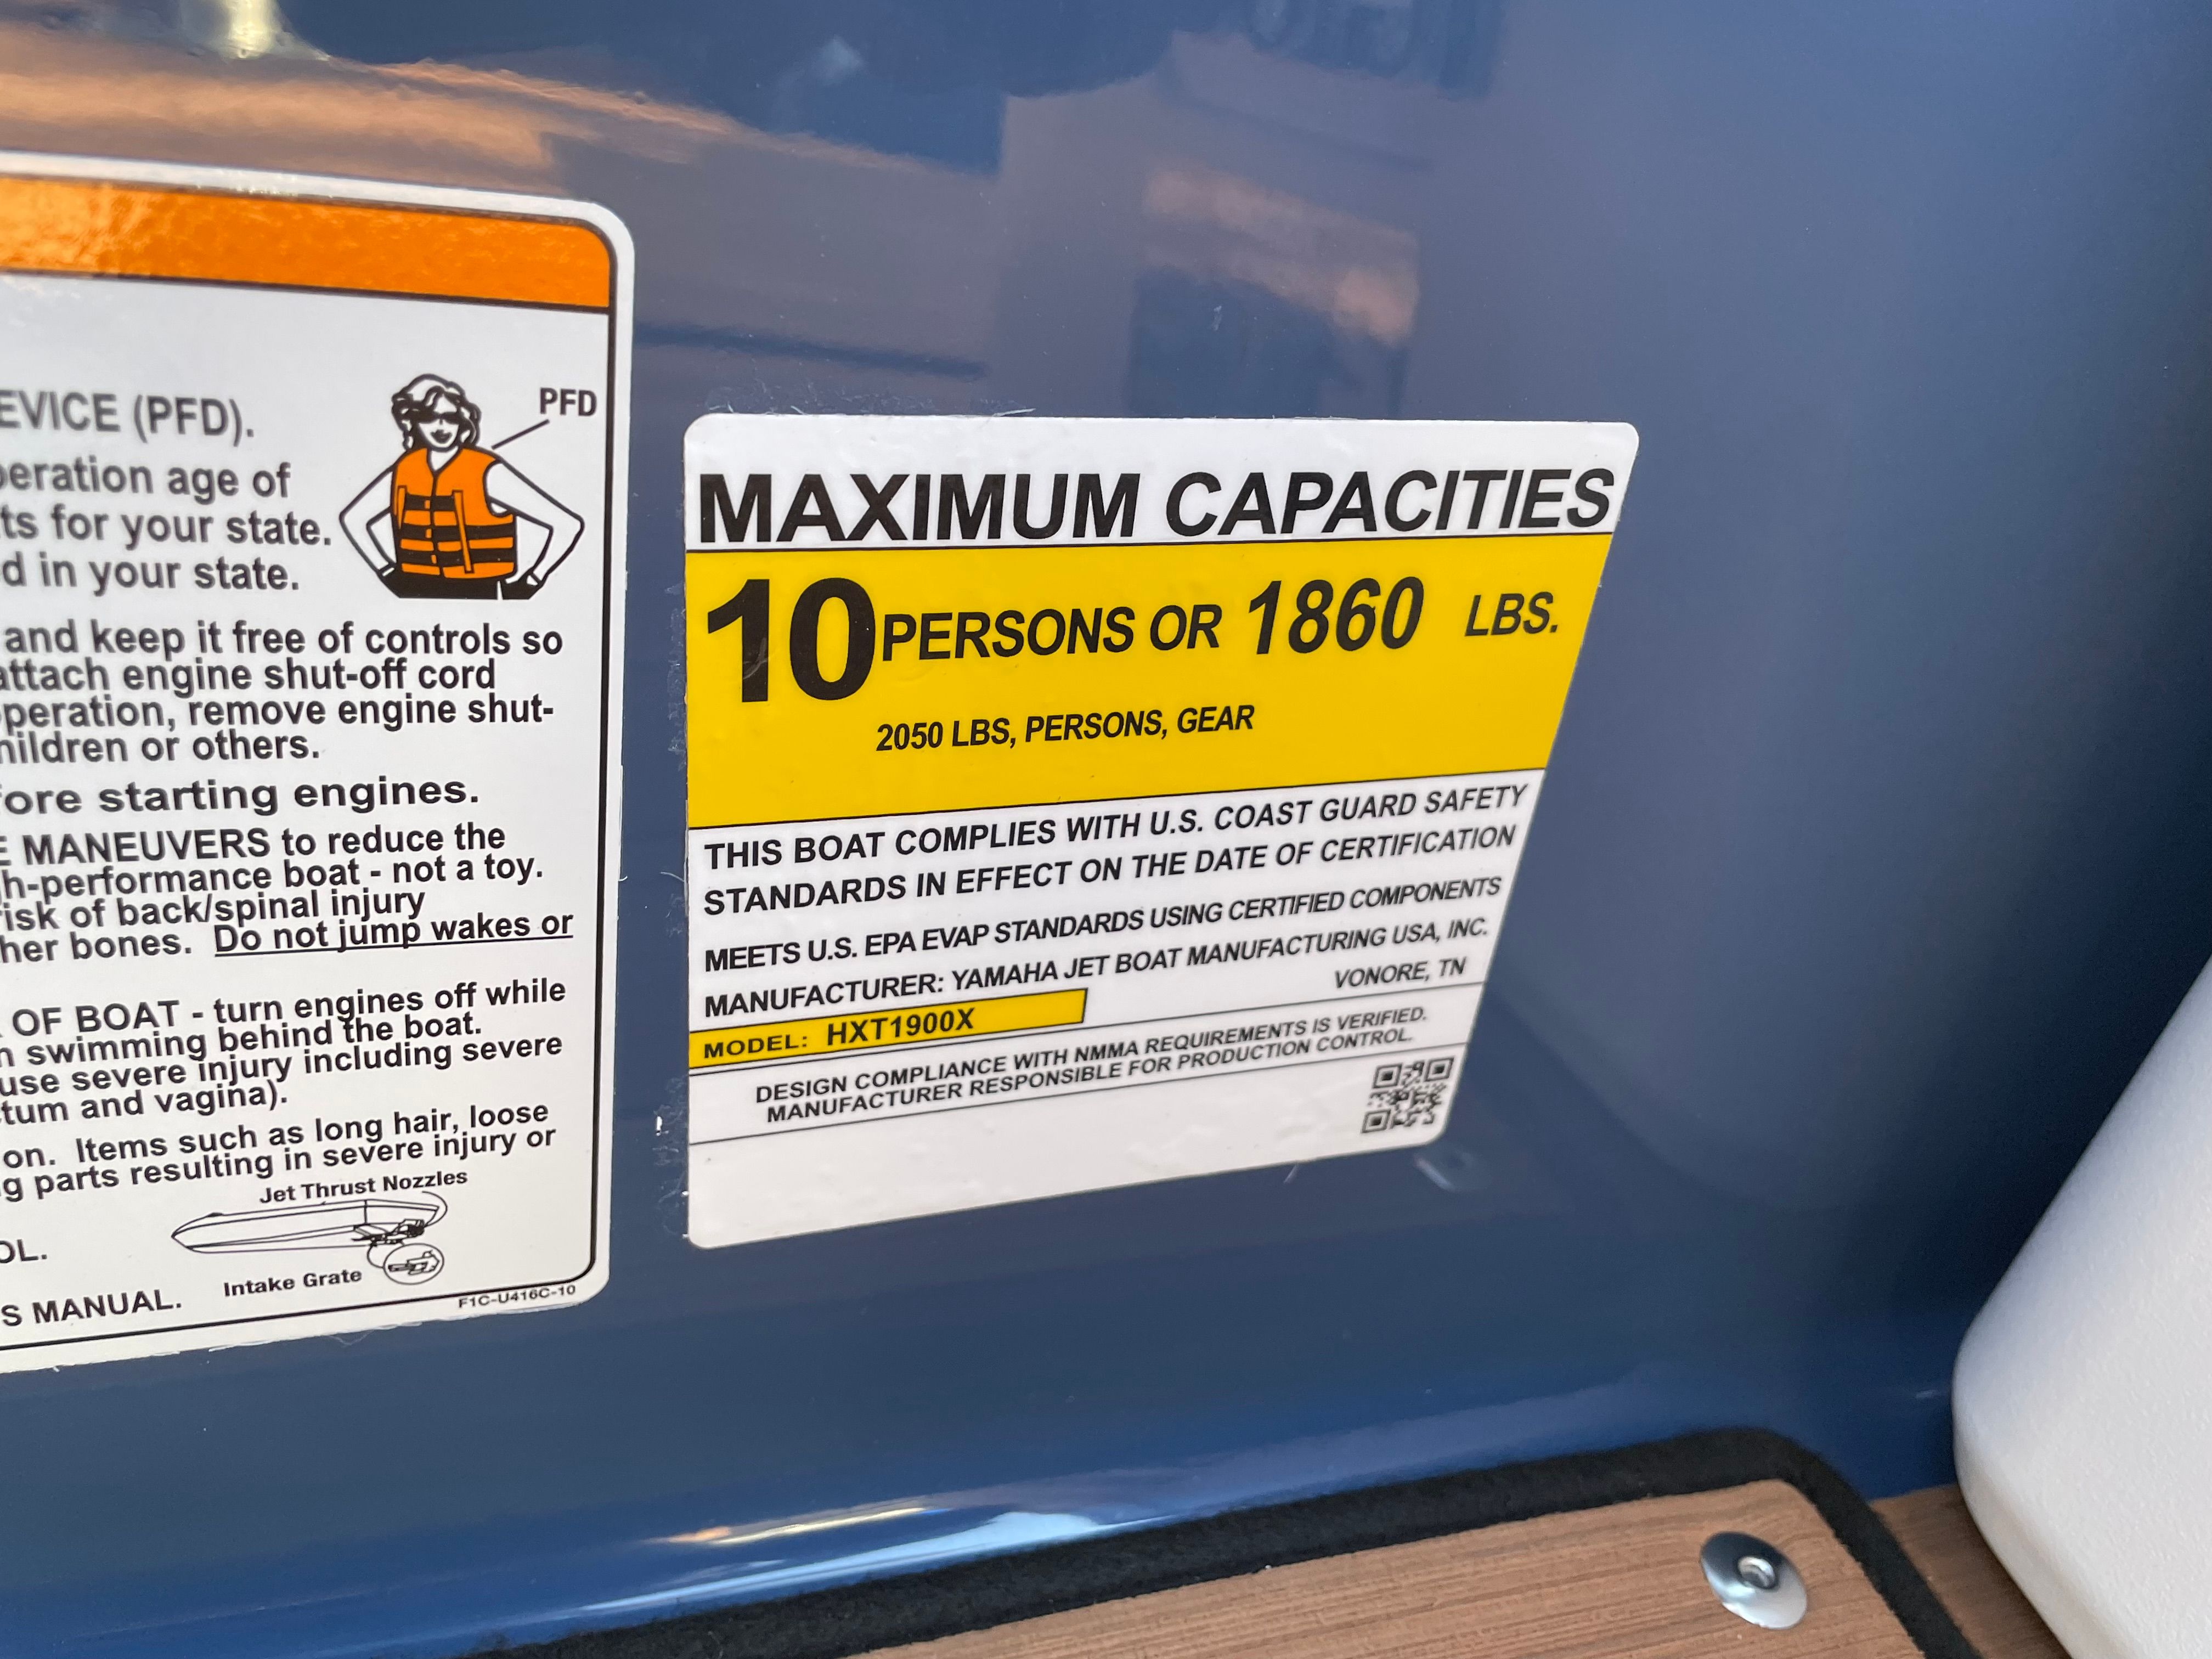 EVICE (PFD).
PFD
peration age of
ts for your state.
d in your state.
and keep it free of controls so
attach engine shut-off cord
peration, remove engine shut-
hildren or others.
fore starting engines.
E MANEUVERS to reduce the
h-performance boat - not a toy.
risk of back/spinal injury
her bones. Do not jump wakes or
OF BOAT - turn engines off while
n swimming behind the boat.
use severe injury including severe
tum and vagina).
on. Items such as long hair, loose
g parts resulting in severe injury or
Jet Thrust Nozzles
OL.
Intake Grate
S MANUAL.
F1C-U416C-10
MAXIMUM CAPACITIES
10 PERSONS OR 1860 LBS.
2050 LBS, PERSONS, GEAR
THIS BOAT COMPLIES WITH U.S. COAST GUARD SAFETY
STANDARDS IN EFFECT ON THE DATE OF CERTIFICATION
MEETS U.S. EPA EVAP STANDARDS USING CERTIFIED COMPONENTS
MANUFACTURER: YAMAHA JET BOAT MANUFACTURING USA, INC.
VONORE, TN
MODEL: HXT1900X
DESIGN COMPLIANCE WITH NMMA REQUIREMENTS IS VERIFIED.
MANUFACTURER RESPONSIBLE FOR PRODUCTION CONTROL.